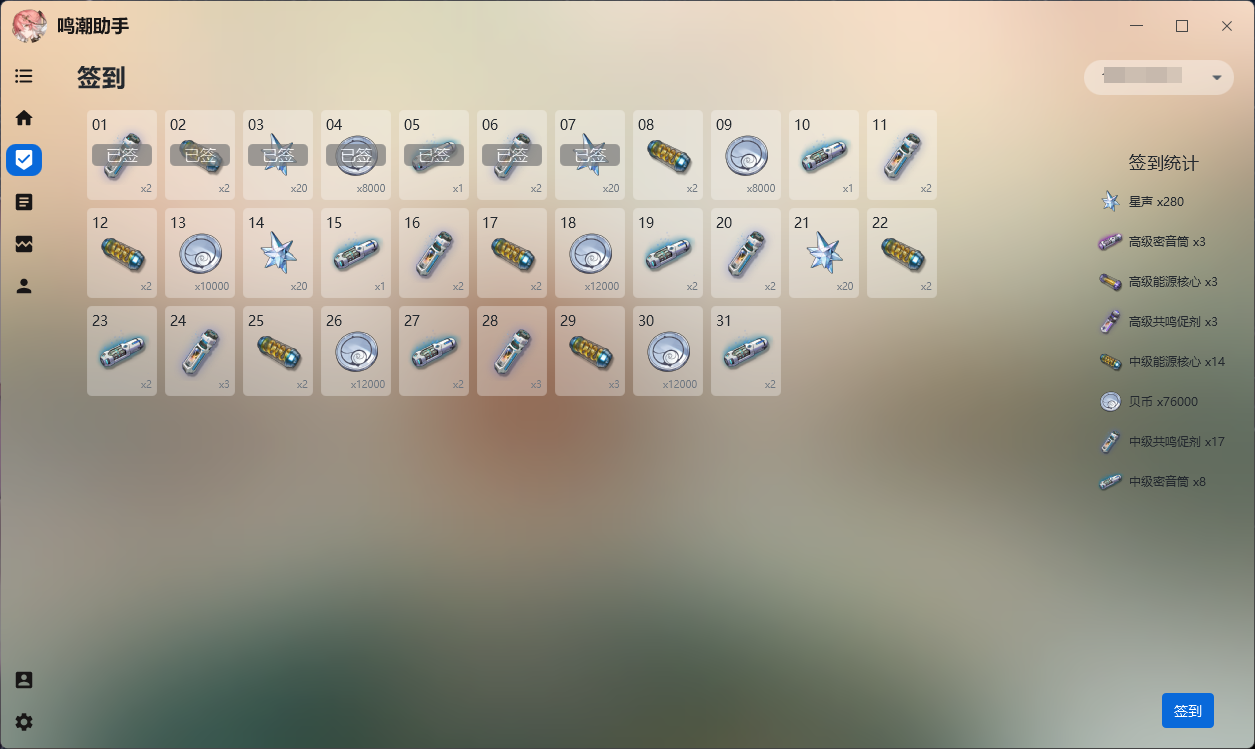 鸣潮助手
签到
01 02 03 04 05 06 07 08 09 10 11
已签 已签 已签 已签 已签 已签 已签
x2 x2 x20 x8000 x1 x2 x20 x2 x8000 x1 x2
12 13 14 15 16 17 18 19 20 21 22
x2 x10000 x20 x1 x2 x2 x12000 x2 x2 x20 x2
23 24 25 26 27 28 29 30 31
x2 x3 x2 x12000 x2 x3 x3 x12000 x2
签到统计
星声 x280
高级密音筒 x3
高级能源核心 x3
高级共鸣促剂 x3
中级能源核心 x14
贝币 x76000
中级共鸣促剂 x17
中级密音筒 x8
签到